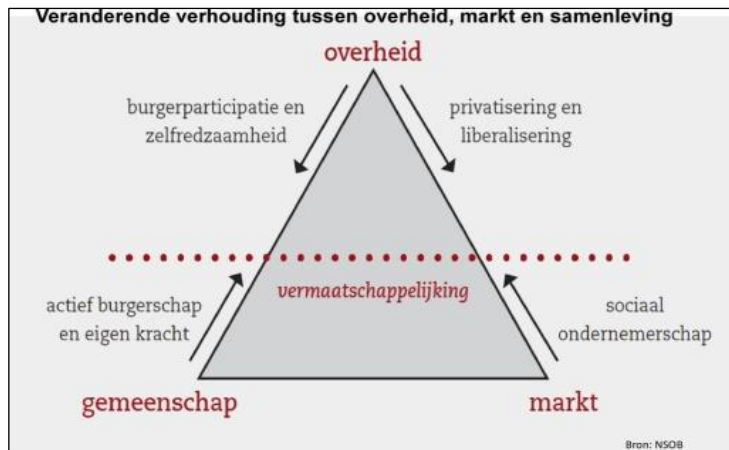 Veranderende verhouding tussen overheid, markt en samenleving
overheid
burgerparticipatie en
zelfredzaamheid
privatisering en
liberalisering
vermaatschappelijking
actief burgerschap
en eigen kracht
sociaal
ondernemerschap
gemeenschap
markt
Bron: NSOB